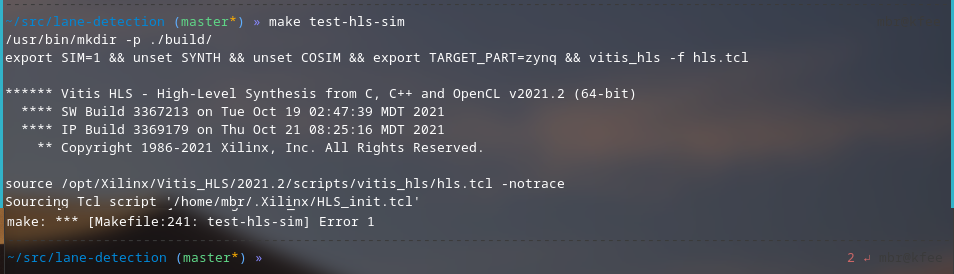 ~/src/lane-detection (master*) » make test-hls-sim
/usr/bin/mkdir -p ./build/
export SIM=1 && unset SYNTH && unset COSIM && export TARGET_PART=zynq && vitis_hls -f hls.tcl
****** Vitis HLS - High-Level Synthesis from C, C++ and OpenCL v2021.2 (64-bit)
**** SW Build 3367213 on Tue Oct 19 02:47:39 MDT 2021
**** IP Build 3369179 on Thu Oct 21 08:25:16 MDT 2021
** Copyright 1986-2021 Xilinx, Inc. All Rights Reserved.
source /opt/Xilinx/Vitis_HLS/2021.2/scripts/vitis_hls/hls.tcl -notrace
Sourcing Tcl script '/home/mbr/.Xilinx/HLS_init.tcl'
make: *** [Makefile:241: test-hls-sim] Error 1
~/src/lane-detection (master*) » 2 ↵